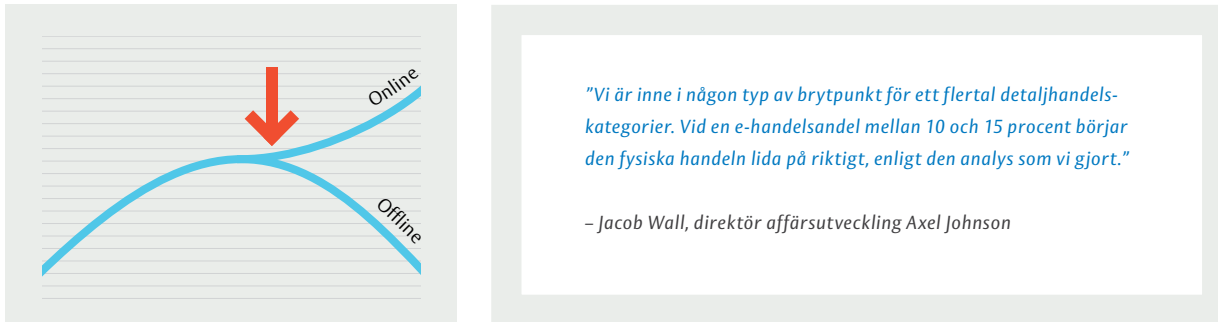 Online
Offline
”Vi är inne i någon typ av brytpunkt för ett flertal detaljhandels-
kategorier. Vid en e-handelsandel mellan 10 och 15 procent börjar
den fysiska handeln lida på riktigt, enligt den analys som vi gjort.”
– Jacob Wall, direktör affärsutveckling Axel Johnson